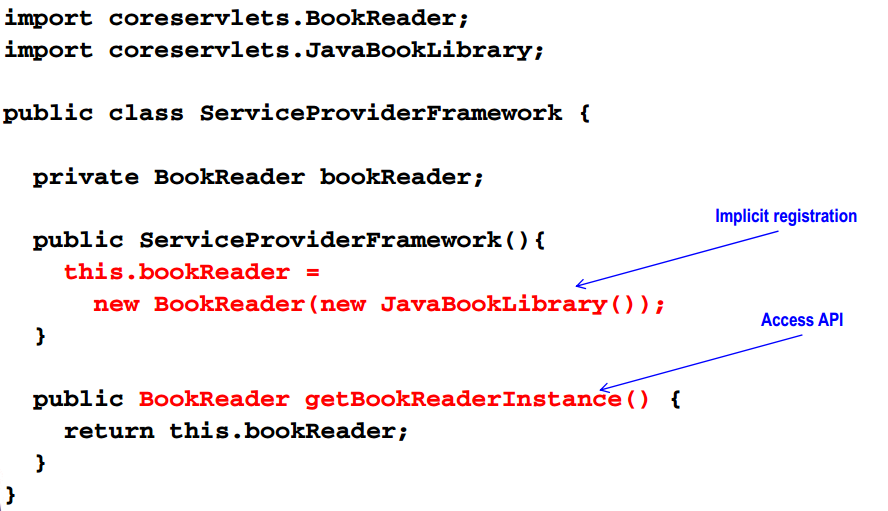 import coreservlets.BookReader;
import coreservlets.JavaBookLibrary;
public class ServiceProviderFramework {
private BookReader bookReader;
Implicit registration
public ServiceProviderFramework(){
this.bookReader =
new BookReader(new JavaBookLibrary());
Access API
}
public BookReader getBookReaderInstance() {
return this.bookReader;
}
}